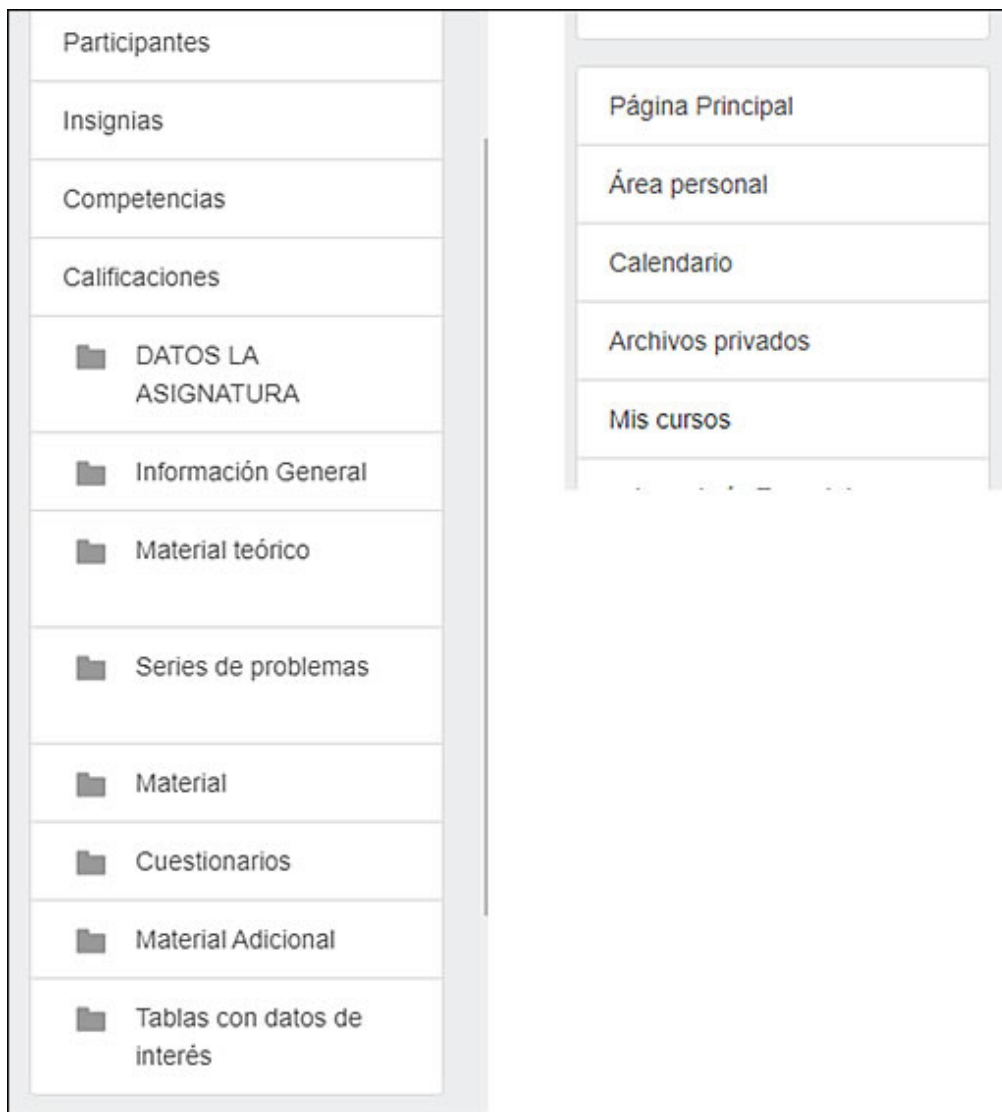 Participantes
Insignias
Competencias
Calificaciones
DATOS LA
ASIGNATURA
Información General
Material teórico
Series de problemas
Material
Cuestionarios
Material Adicional
Tablas con datos de
interés
Página Principal
Área personal
Calendario
Archivos privados
Mis cursos